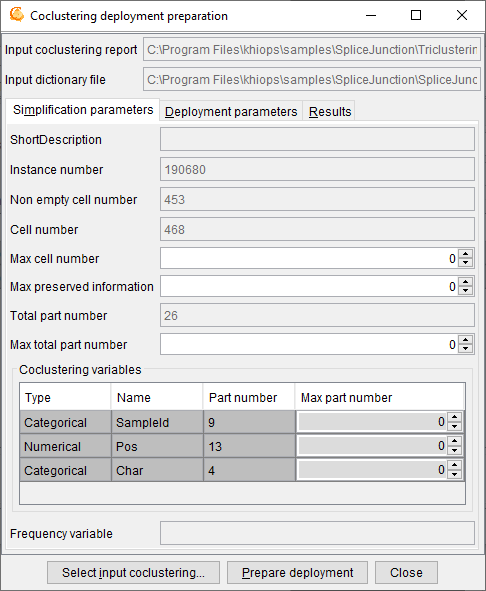 Coclustering deployment preparation
Input coclustering report C:\Program Files\khiops\samples\SpliceJunction\Triclusterin
Input dictionary file C:\Program Files\khiops\samples\SpliceJunction\SpliceJunc
Simplification parameters Deployment parameters Results
ShortDescription
Instance number 190680
Non empty cell number 453
Cell number 468
Max cell number 0
Max preserved information 0
Total part number 26
Max total part number 0
Coclustering variables
Type Name Part number Max part number
Categorical SampleId 9 0
Numerical Pos 13 0
Categorical Char 4 0
Frequency variable
Select input coclustering... Prepare deployment Close